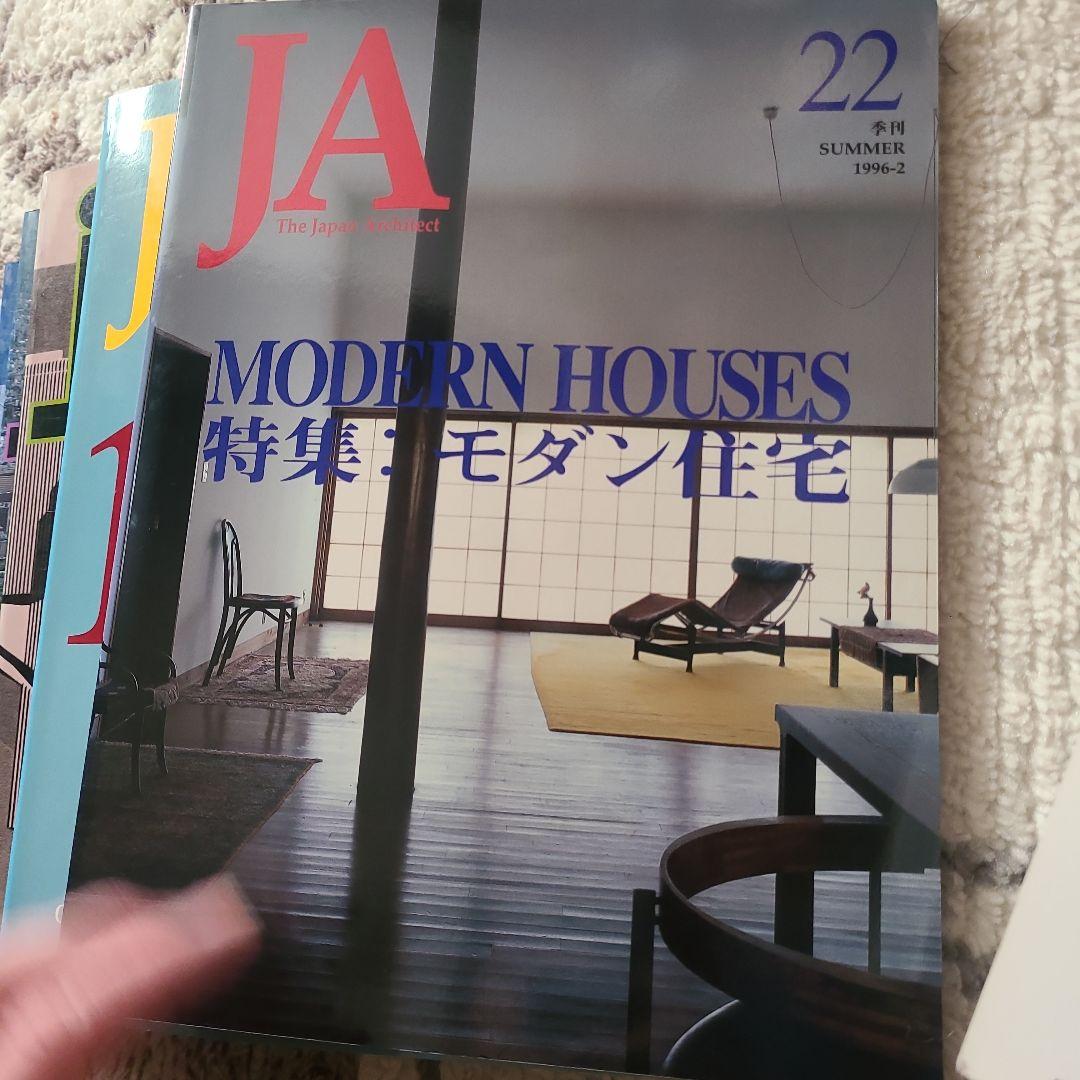 JA
The Japan Architect
22
季刊
SUMMER
1996-2
MODERN HOUSES
特集：モダン住宅
J
1